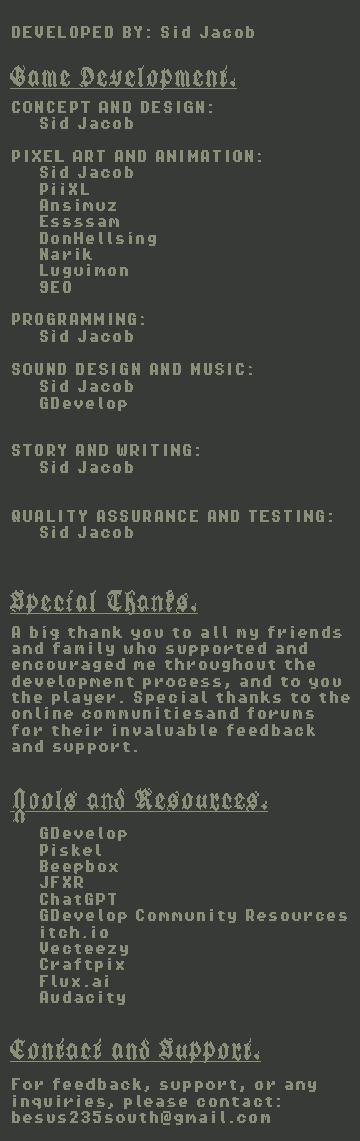 DEVELOPED BY: Sid Jacob
Game Development.
CONCEPT AND DESIGN:
Sid Jacob
PIXEL ART AND ANIMATION:
Sid Jacob
PiiXL
Ansimuz
Essssam
DonHellsing
Narik
Luguimon
9E0
PROGRAMMING:
Sid Jacob
SOUND DESIGN AND MUSIC:
Sid Jacob
GDevelop
STORY AND WRITING:
Sid Jacob
QUALITY ASSURANCE AND TESTING:
Sid Jacob
Special Thanks.
A big thank you to all my friends
and family who supported and
encouraged me throughout the
development process, and to you
the player. Special thanks to the
online communitiesand forums
for their invaluable feedback
and support.
Tools and Resources.
GDevelop
Piskel
Beepbox
JFXR
ChatGPT
GDevelop Community Resources
itch.io
Vecteezy
Craftpix
Flux.ai
Audacity
Contact and Support.
For feedback, support, or any
inquiries, please contact:
besus235south@gmail.com